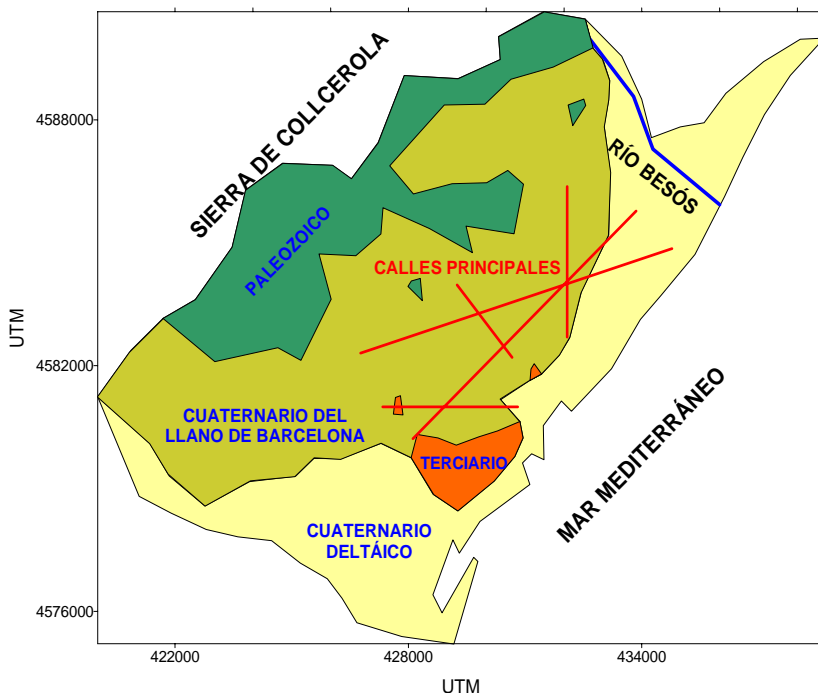 SIERRA DE COLLCEROLA
4588000
RÍO BESÓS
PALEOZOICO
CALLES PRINCIPALES
UTM
4582000
CUATERNARIO DEL
LLANO DE BARCELONA
TERCIARIO
MAR MEDITERRÁNEO
CUATERNARIO
DELTÁICO
4576000
422000
428000
434000
UTM